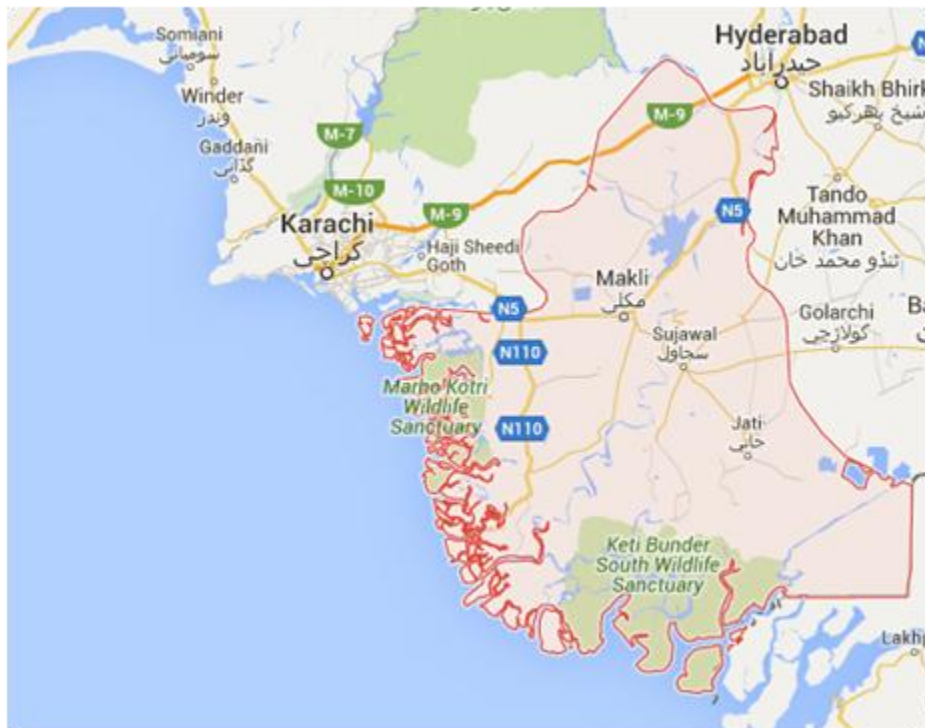 Somiani
سومیانی
Winder
وندر
Gaddani
گڈانی
Karachi
کراچی
M-7
M-10
M-9
M-9
Haji Sheedi
Goth
Hyderabad
حیدرآباد
Shaikh Bhirk
شیخ بھرکیو
N5
Tando
Muhammad
Khan
ٹنڈو محمد خان
Makli
مکلی
N5
Golarchi
گولاڑچی
Ba
Sujawal
سجاول
N110
Marho Kotri
Wildlife
Sanctuary
N110
Jati
جاتی
Keti Bunder
South Wildlife
Sanctuary
Lakhp